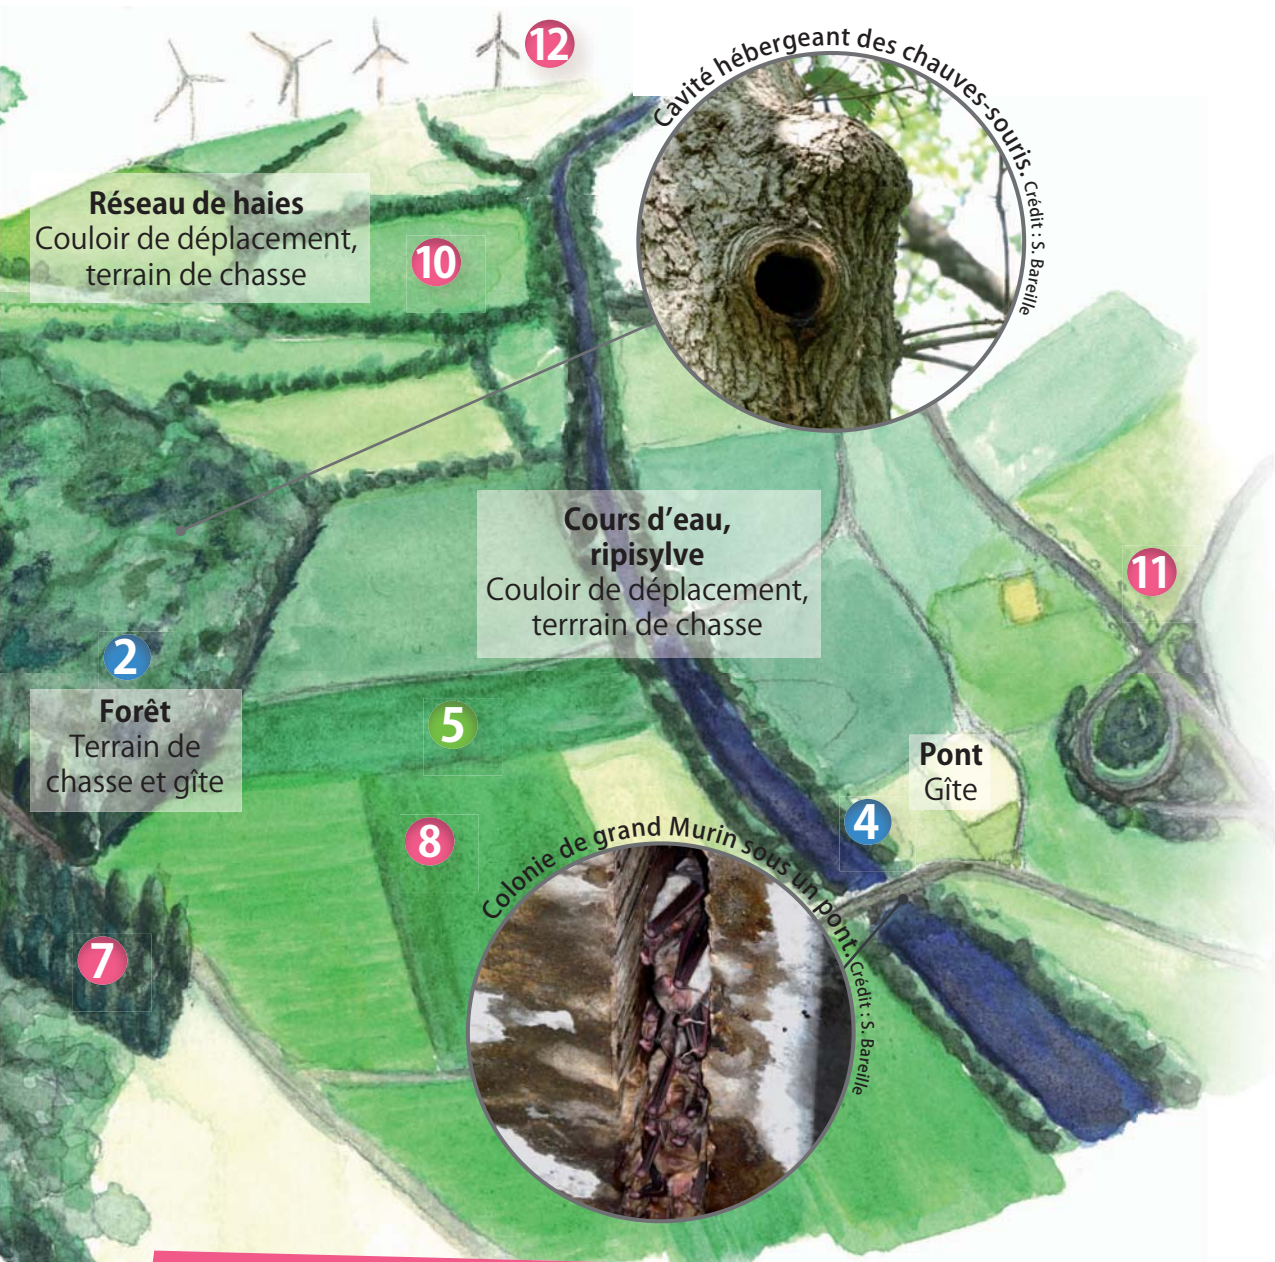 12
Cavité hébergeant des chauves-souris. Crédit : S. Bareille
Réseau de haies
Couloir de déplacement,
terrain de chasse
10
Cours d'eau,
ripisylve
Couloir de déplacement,
terrrain de chasse
11
2
Forêt
Terrain de
chasse et gîte
5
Pont
Gîte
4
8
Colonie de grand Murin sous un pont. Crédit : S. Bareille
7